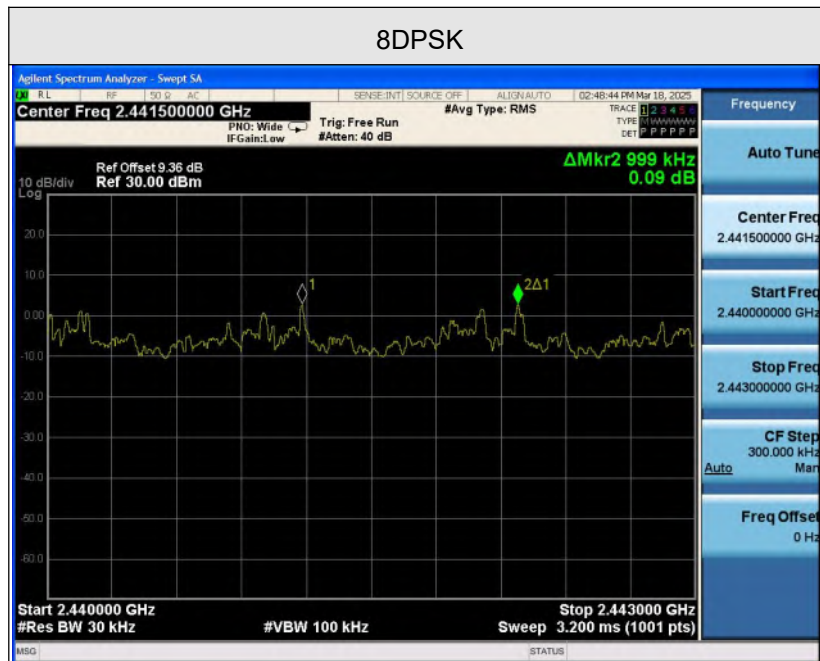 8DPSK
Agilent Spectrum Analyzer - Swept SA
RL RF 50 Ω AC SENSE:INT SOURCE OFF ALIGN AUTO 02:48:44 PM Mar 18, 2025
Center Freq 2.441500000 GHz
#Avg Type: RMS
TRACE 1 2 3 4 5 6
PNO: Wide
Trig: Free Run
TYPE M WWWWW
IFGain:Low
#Atten: 40 dB
DET P P P P P P
ΔMkr2 999 kHz
0.09 dB
Ref Offset 9.36 dB
10 dB/div Ref 30.00 dBm
Log
20.0
10.0
0.00
-10.0
-20.0
-30.0
-40.0
-50.0
-60.0
1
2Δ1
Start 2.440000 GHz
Stop 2.443000 GHz
#Res BW 30 kHz
#VBW 100 kHz
Sweep 3.200 ms (1001 pts)
MSG
STATUS
Frequency
Auto Tune
Center Freq
2.441500000 GHz
Start Freq
2.440000000 GHz
Stop Freq
2.443000000 GHz
CF Step
300.000 kHz
Auto Man
Freq Offset
0 Hz